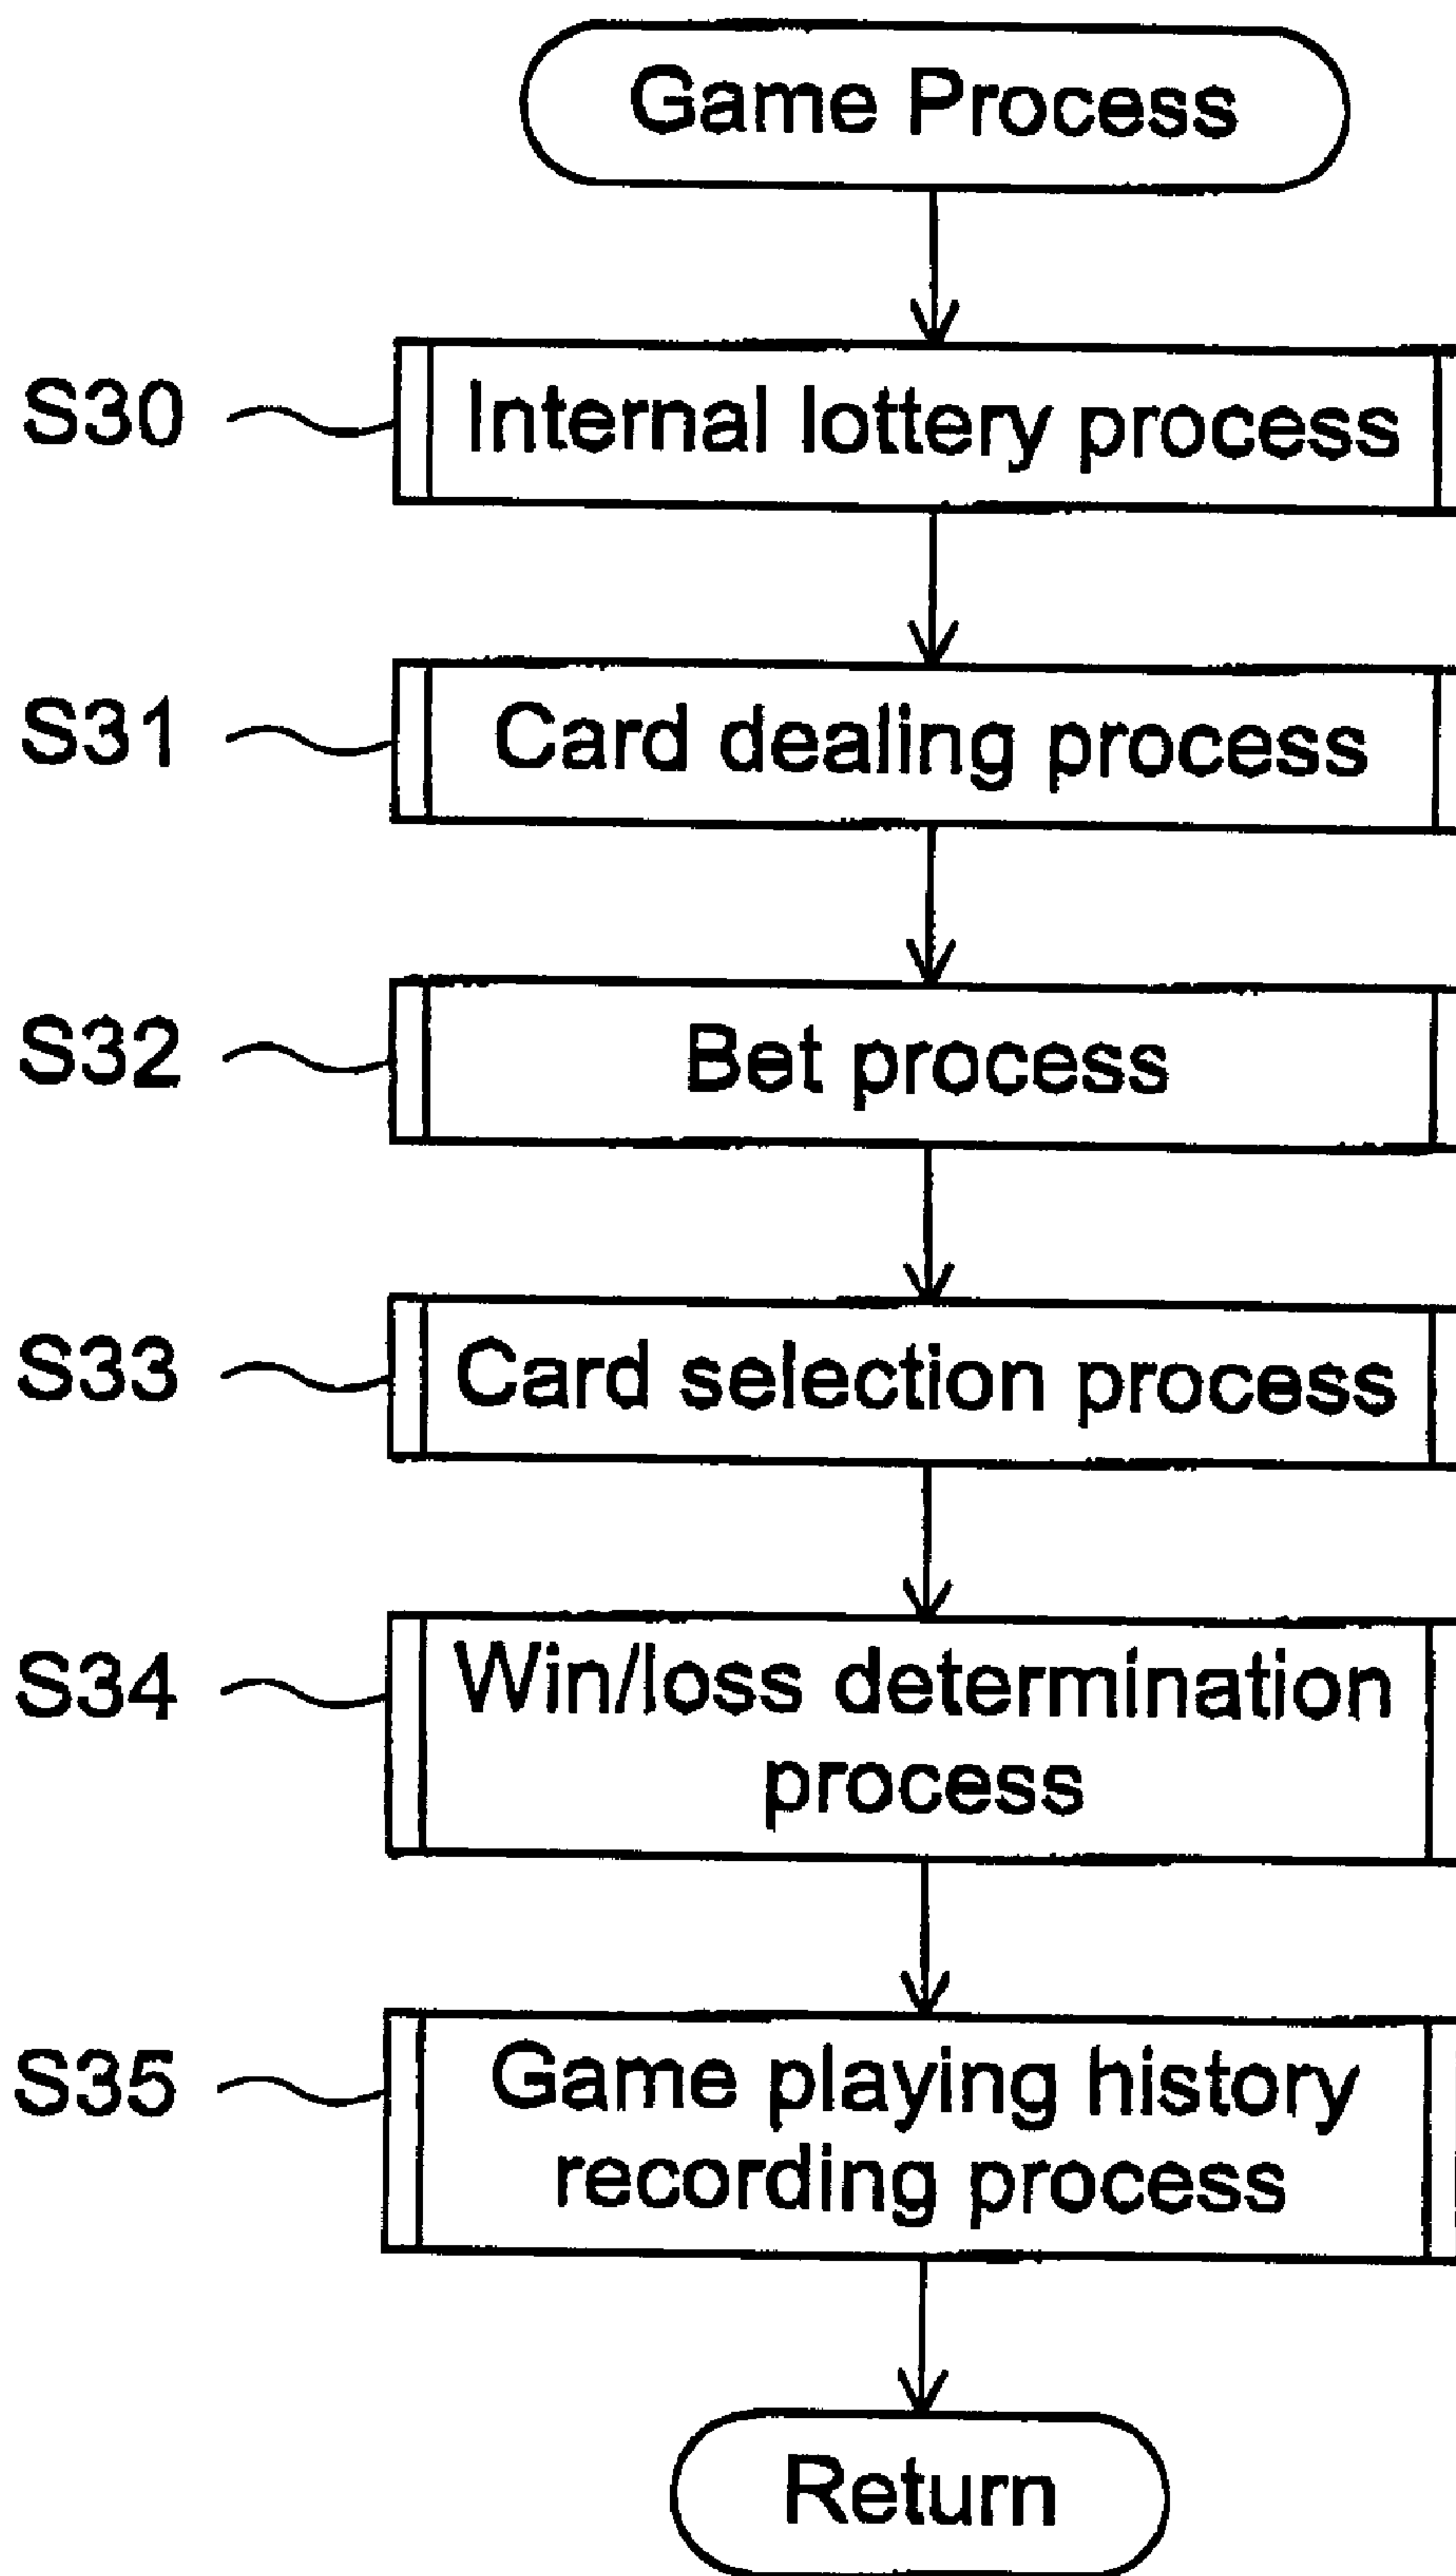 Game Process
S30 Internal lottery process
S31 Card dealing process
S32 Bet process
S33 Card selection process
S34 Win/loss determination
process
S35 Game playing history
recording process
Return